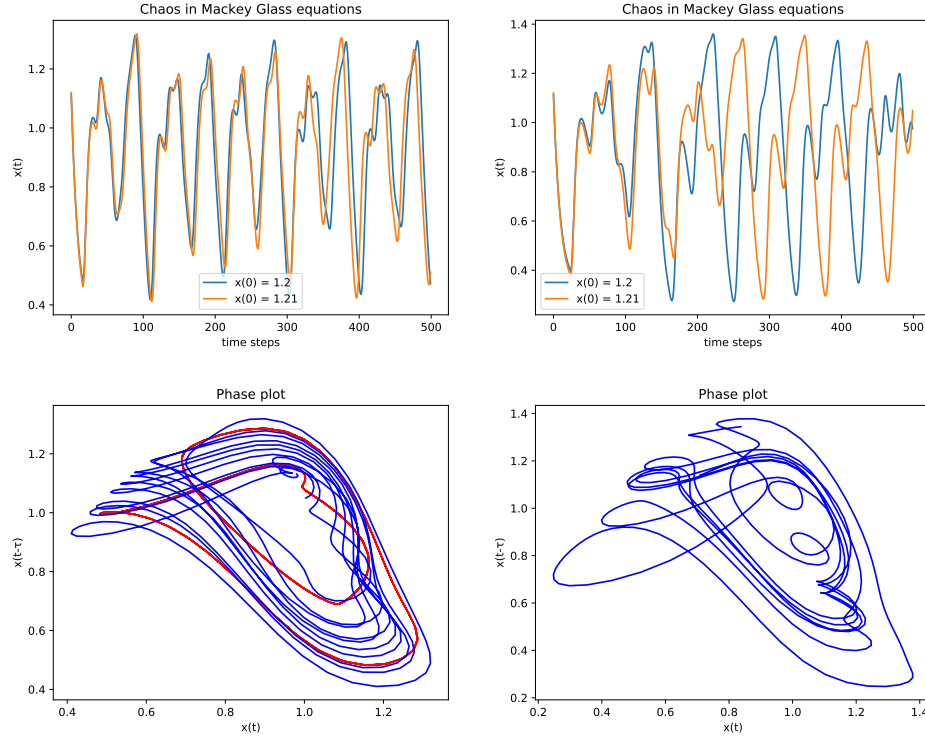 Chaos in Mackey Glass equations
1.2
1.0
0.8
0.6
0.4
x(t)
x(0) = 1.2
x(0) = 1.21
0 100 200 300 400 500
time steps
Chaos in Mackey Glass equations
1.4
1.2
1.0
0.8
0.6
0.4
x(t)
x(0) = 1.2
x(0) = 1.21
0 100 200 300 400 500
time steps
Phase plot
1.2
1.0
0.8
0.6
0.4
x(t-τ)
0.4 0.6 0.8 1.0 1.2
x(t)
Phase plot
1.4
1.2
1.0
0.8
0.6
0.4
0.2
x(t-τ)
0.2 0.4 0.6 0.8 1.0 1.2 1.4
x(t)